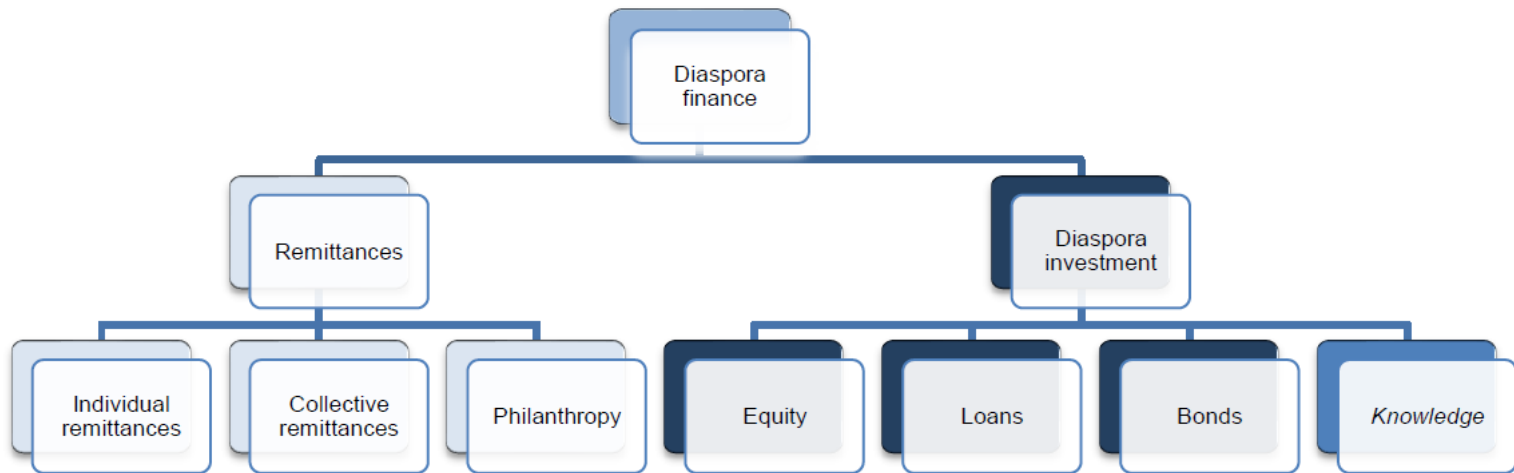 Diaspora
finance
Remittances
Diaspora
investment
Individual
remittances
Collective
remittances
Philanthropy
Equity
Loans
Bonds
Knowledge